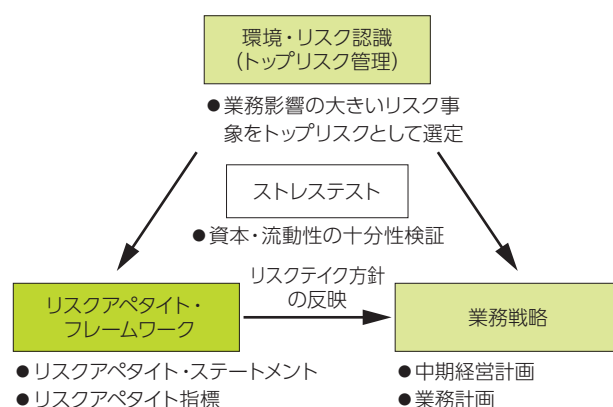 環境・リスク認識
(トップリスク管理)
●業務影響の大きいリスク事
象をトップリスクとして選定
ストレステスト
●資本・流動性の十分性検証
リスクテイク方針
の反映
リスクアペタイト・
フレームワーク
業務戦略
●リスクアペタイト・ステートメント
●リスクアペタイト指標
●中期経営計画
●業務計画